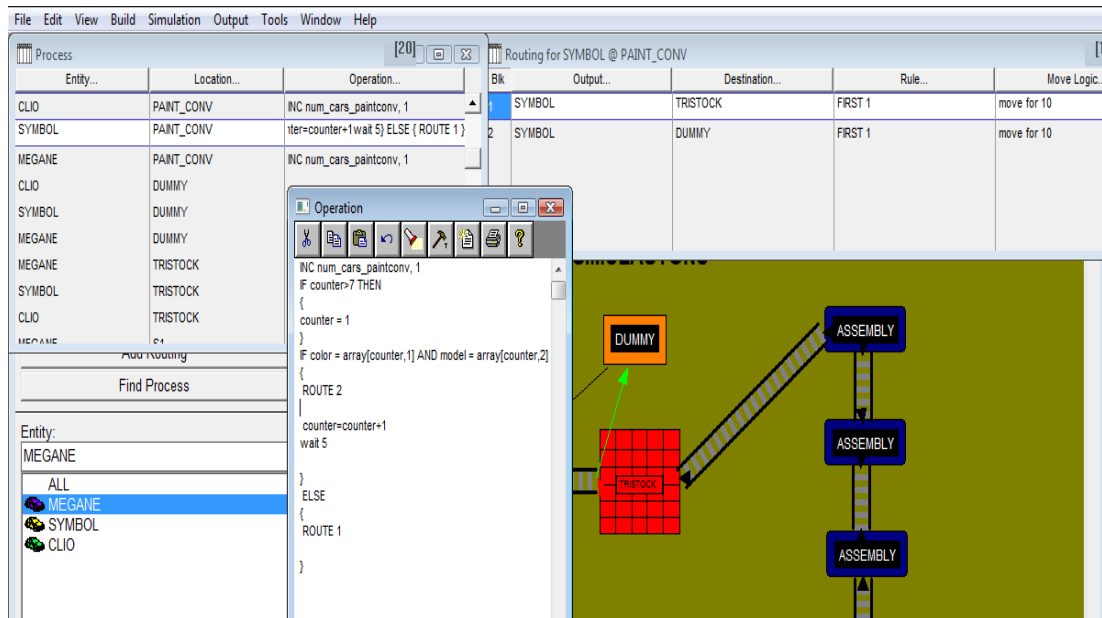 File Edit View Build Simulation Output Tools Window Help
Process [20]
Entity... Location... Operation...
CLIO PAINT_CONV INC num_cars_paintconv, 1
SYMBOL PAINT_CONV nter=counter+1wait 5} ELSE { ROUTE 1 }
MEGANE PAINT_CONV INC num_cars_paintconv, 1
CLIO DUMMY
SYMBOL DUMMY
MEGANE DUMMY
MEGANE TRISTOCK
SYMBOL TRISTOCK
CLIO TRISTOCK
MEGANE S1
Routing for SYMBOL @ PAINT_CONV [1
Blk Output... Destination... Rule... Move Logic..
1 SYMBOL TRISTOCK FIRST 1 move for 10
2 SYMBOL DUMMY FIRST 1 move for 10
Add Routing
Find Process
Entity:
MEGANE
ALL
MEGANE
SYMBOL
CLIO
Operation
INC num_cars_paintconv, 1
IF counter>7 THEN
{
counter = 1
}
IF color = array[counter,1] AND model = array[counter,2]
{
ROUTE 2
counter=counter+1
wait 5
}
ELSE
{
ROUTE 1
}
DUMMY
TRISTOCK
ASSEMBLY
ASSEMBLY
ASSEMBLY